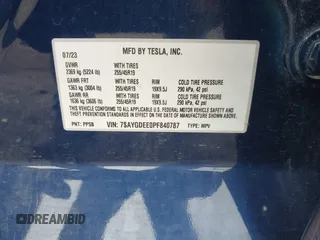 07/23 MFD BY TESLA, INC.
GVWR WITH TIRES
2369 kg (5224 lb) 255/45R19
GAWR FRT WITH TIRES RIM COLD TIRE PRESSURE
1363 kg (3004 lb) 255/45R19 19X9.5J 290 kPa, 42 psi
GAWR RR WITH TIRES RIM COLD TIRE PRESSURE
1636 kg (3606 lb) 255/45R19 19X9.5J 290 kPa, 42 psi
THIS VEHICLE CONFORMS TO ALL APPLICABLE FEDERAL MOTOR VEHICLE SAFETY
AND THEFT PREVENTION STANDARDS IN EFFECT ON THE DATE OF MANUFACTURE SHOWN ABOVE.
PNT: PPSB VIN: 7SAYGDEE0PF840787 TYPE: MPV
DREAMBID